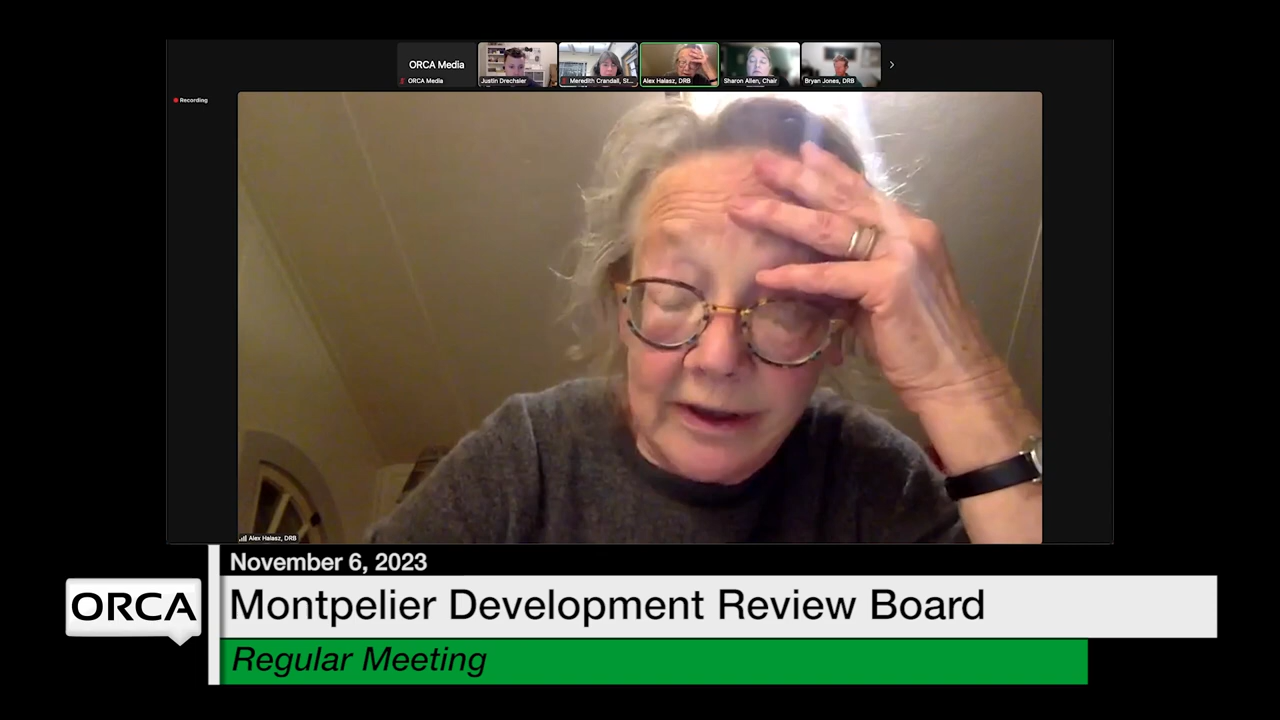 ORCA Media
ORCA Media
Justin Drechsler
Meredith Crandall, St...
Alex Halasz, DRB
Sharon Allen, Chair
Bryan Jones, DRB
Recording
Alex Halasz, DRB
November 6, 2023
ORCA
Montpelier Development Review Board
Regular Meeting